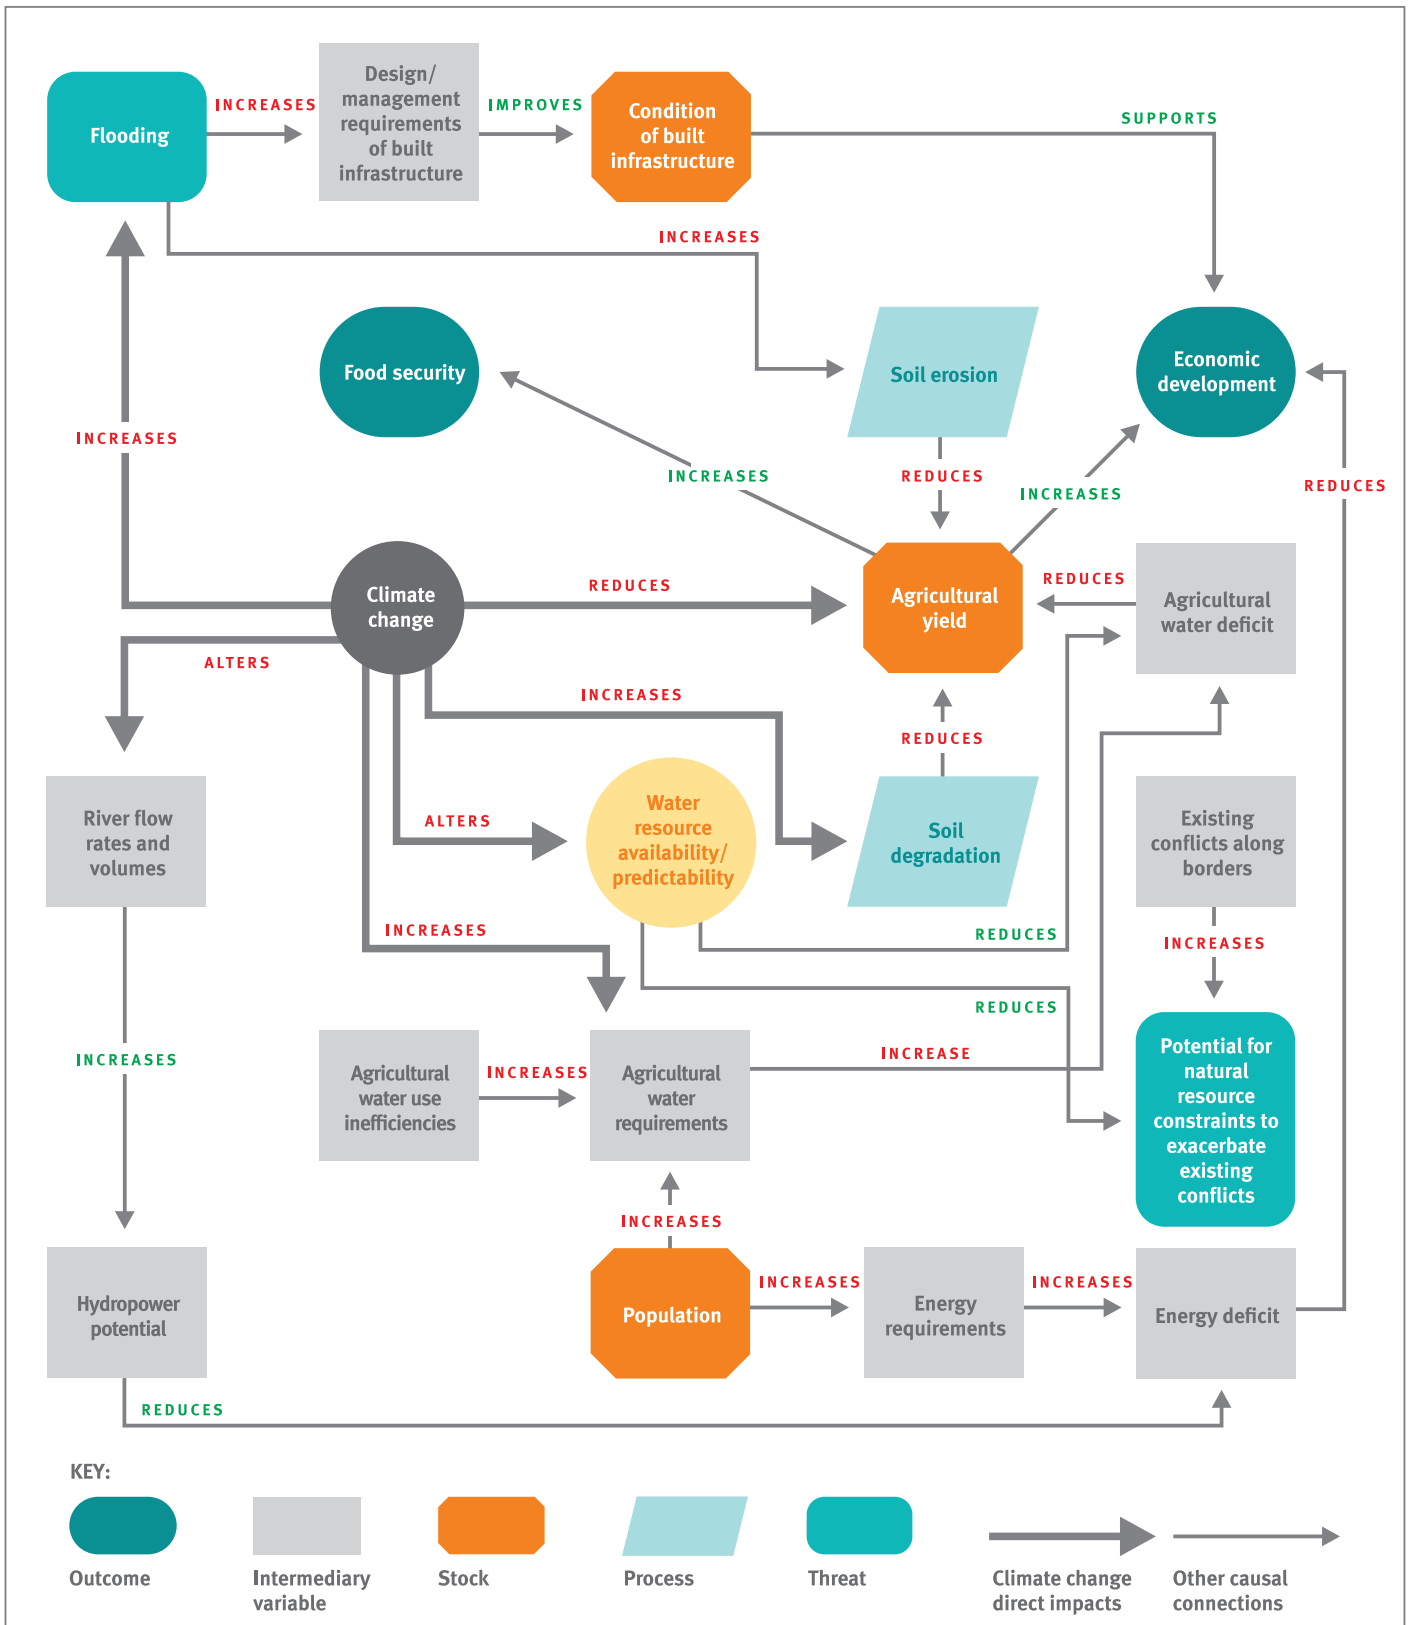 Flooding
INCREASES
Design/
management
requirements
of built
infrastructure
IMPROVES
Condition
of built
infrastructure
SUPPORTS
INCREASES
Food security
Soil erosion
Economic
development
INCREASES
INCREASES
REDUCES
INCREASES
REDUCES
Climate
change
REDUCES
Agricultural
yield
REDUCES
Agricultural
water deficit
ALTERS
INCREASES
REDUCES
River flow
rates and
volumes
ALTERS
Water
resource
availability/
predictability
Soil
degradation
Existing
conflicts along
borders
INCREASES
REDUCES
INCREASES
REDUCES
INCREASES
Agricultural
water use
inefficiencies
INCREASES
Agricultural
water
requirements
INCREASE
Potential for
natural
resource
constraints to
exacerbate
existing
conflicts
INCREASES
Hydropower
potential
Population
INCREASES
Energy
requirements
INCREASES
Energy deficit
REDUCES
KEY:
Outcome
Intermediary
variable
Stock
Process
Threat
Climate change
direct impacts
Other causal
connections